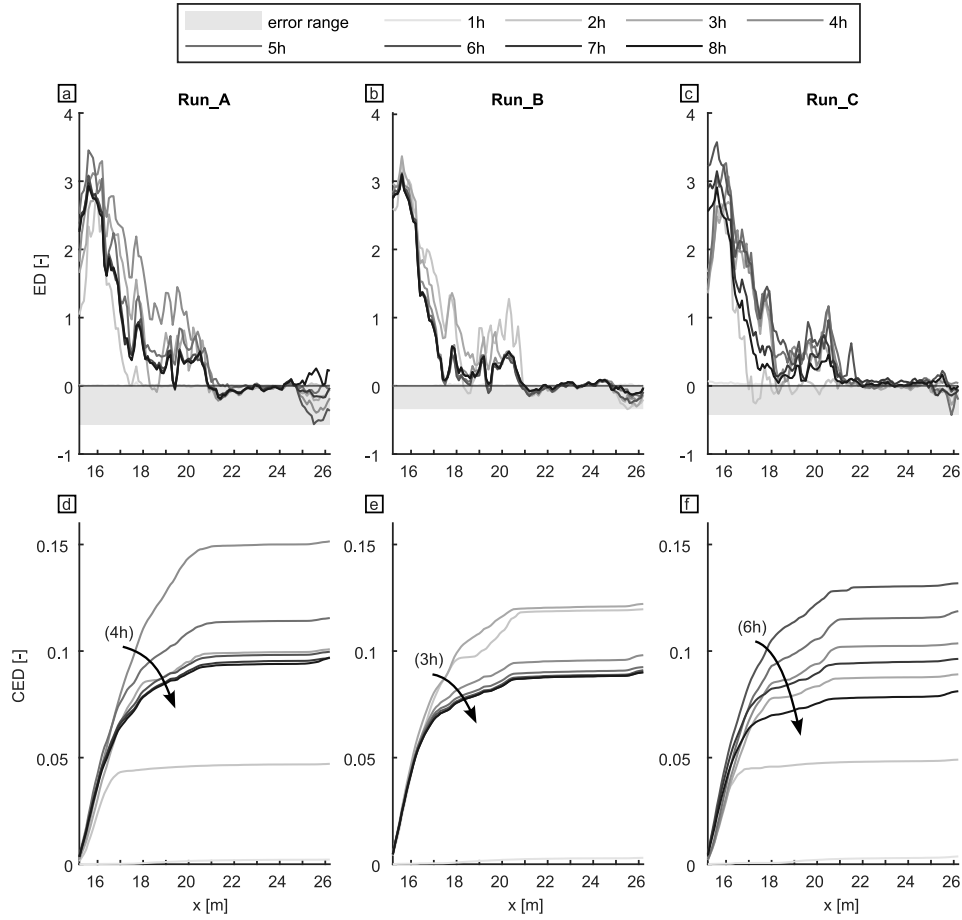 error range 1h 2h 3h 4h
5h 6h 7h 8h
a Run_A b Run_B c Run_C
4 4 4
3 3 3
2 2 2
1 1 1
0 0 0
-1 -1 -1
ED [-]
16 18 20 22 24 26 16 18 20 22 24 26 16 18 20 22 24 26
d e f
0.15 0.15 0.15
0.1 0.1 0.1
0.05 0.05 0.05
0 0 0
CED [-]
(4h) (3h) (6h)
16 18 20 22 24 26 16 18 20 22 24 26 16 18 20 22 24 26
x [m] x [m] x [m]